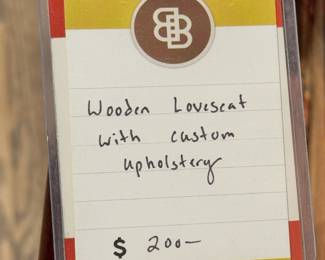 Wooden Loveseat
with custom
upholstery
$ 200—